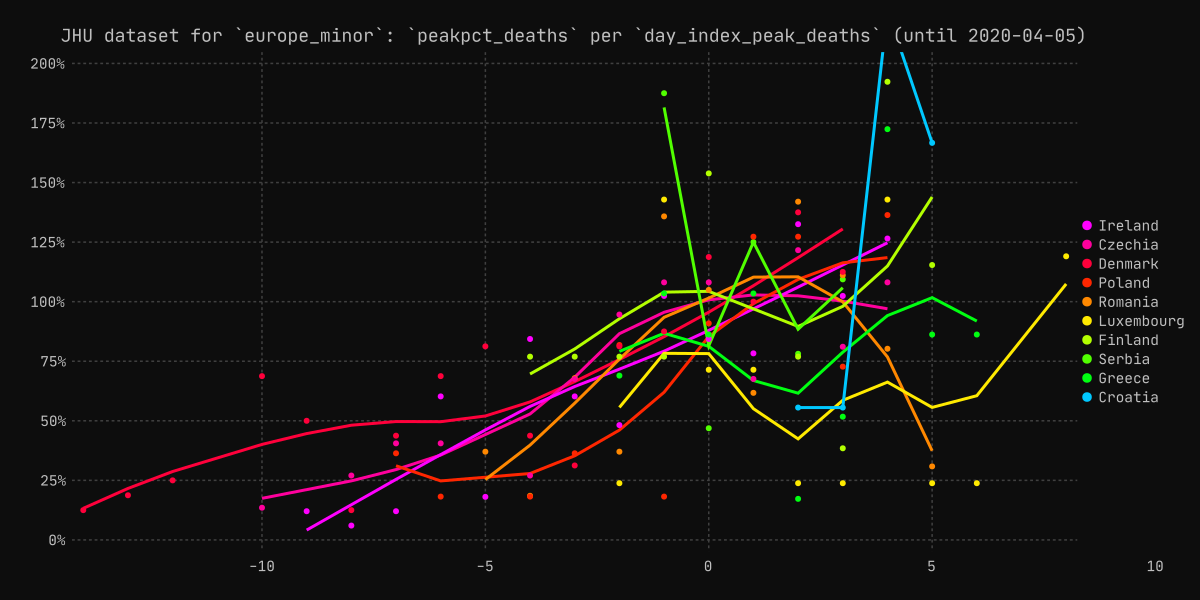 JHU dataset for `europe_minor`: `peakpct_deaths` per `day_index_peak_deaths` (until 2020-04-05)
200%
175%
150%
125%
100%
75%
50%
25%
0%
Ireland
Czechia
Denmark
Poland
Romania
Luxembourg
Finland
Serbia
Greece
Croatia
-10
-5
0
5
10